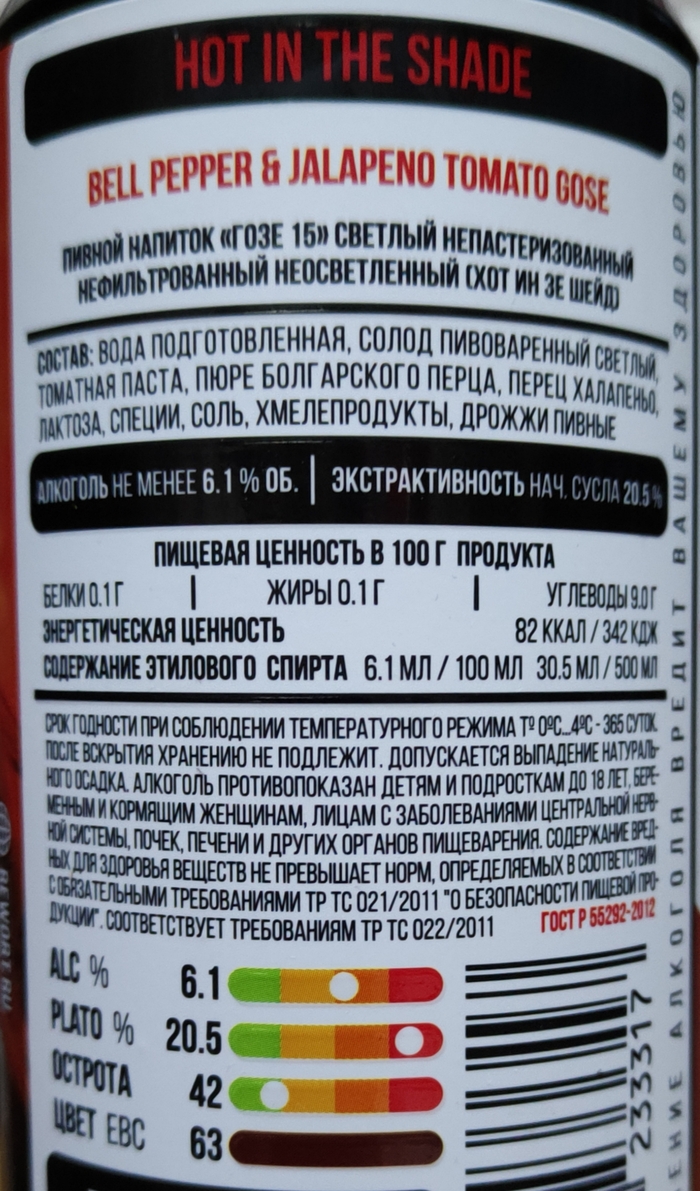 HOT IN THE SHADE
BELL PEPPER & JALAPENO TOMATO GOSE
ПИВНОЙ НАПИТОК «ГОЗЕ 15» СВЕТЛЫЙ НЕПАСТЕРИЗОВАННЫЙ
НЕФИЛЬТРОВАННЫЙ НЕОСВЕТЛЕННЫЙ (ХОТ ИН ЗЕ ШЕЙД)
СОСТАВ: ВОДА ПОДГОТОВЛЕННАЯ, СОЛОД ПИВОВАРЕННЫЙ СВЕТЛЫЙ,
ТОМАТНАЯ ПАСТА, ПЮРЕ БОЛГАРСКОГО ПЕРЦА, ПЕРЕЦ ХАЛАПЕНЬО,
ЛАКТОЗА, СПЕЦИИ, СОЛЬ, ХМЕЛЕПРОДУКТЫ, ДРОЖЖИ ПИВНЫЕ
АЛКОГОЛЬ НЕ МЕНЕЕ 6.1 % ОБ. | ЭКСТРАКТИВНОСТЬ НАЧ. СУСЛА 20.5 %
ПИЩЕВАЯ ЦЕННОСТЬ В 100 Г ПРОДУКТА
БЕЛКИ 0.1 Г | ЖИРЫ 0.1 Г | УГЛЕВОДЫ 9.0 Г
ЭНЕРГЕТИЧЕСКАЯ ЦЕННОСТЬ 82 ККАЛ / 342 КДЖ
СОДЕРЖАНИЕ ЭТИЛОВОГО СПИРТА 6.1 МЛ / 100 МЛ 30.5 МЛ / 500 МЛ
СРОК ГОДНОСТИ ПРИ СОБЛЮДЕНИИ ТЕМПЕРАТУРНОГО РЕЖИМА Tº 0ºС...4ºС - 365 СУТОК.
ПОСЛЕ ВСКРЫТИЯ ХРАНЕНИЮ НЕ ПОДЛЕЖИТ. ДОПУСКАЕТСЯ ВЫПАДЕНИЕ НАТУРАЛЬ-
НОГО ОСАДКА. АЛКОГОЛЬ ПРОТИВОПОКАЗАН ДЕТЯМ И ПОДРОСТКАМ ДО 18 ЛЕТ, БЕРЕ-
МЕННЫМ И КОРМЯЩИМ ЖЕНЩИНАМ, ЛИЦАМ С ЗАБОЛЕВАНИЯМИ ЦЕНТРАЛЬНОЙ НЕРВ-
НОЙ СИСТЕМЫ, ПОЧЕК, ПЕЧЕНИ И ДРУГИХ ОРГАНОВ ПИЩЕВАРЕНИЯ. СОДЕРЖАНИЕ ВРЕД-
НЫХ ДЛЯ ЗДОРОВЬЯ ВЕЩЕСТВ НЕ ПРЕВЫШАЕТ НОРМ, ОПРЕДЕЛЯЕМЫХ В СООТВЕТСТВИИ
С ОБЯЗАТЕЛЬНЫМИ ТРЕБОВАНИЯМИ ТР ТС 021/2011 "О БЕЗОПАСНОСТИ ПИЩЕВОЙ ПРО-
ДУКЦИИ". СООТВЕТСТВУЕТ ТРЕБОВАНИЯМ ТР ТС 022/2011 ГОСТ Р 55292-2012
ALC % 6.1
PLATO % 20.5
ОСТРОТА 42
ЦВЕТ EBC 63
233317
ЕНИЕ АЛКОГОЛЯ ВРЕДИТ ВАШЕМУ ЗДОРОВЬЮ